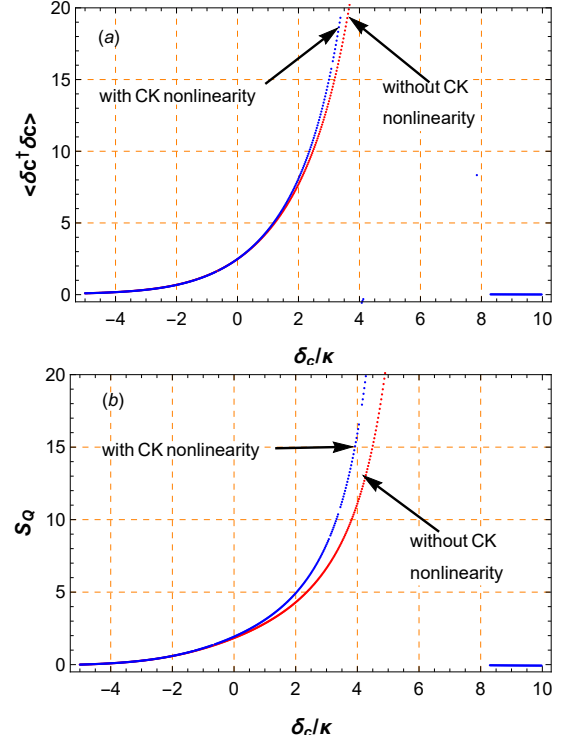 (a)
20
15
10
5
0
<δc† δc>
with CK nonlinearity
without CK
nonlinearity
−4 −2 0 2 4 6 8 10
δc/κ
(b)
20
15
10
5
0
SQ
with CK nonlinearity
without CK
nonlinearity
−4 −2 0 2 4 6 8 10
δc/κ